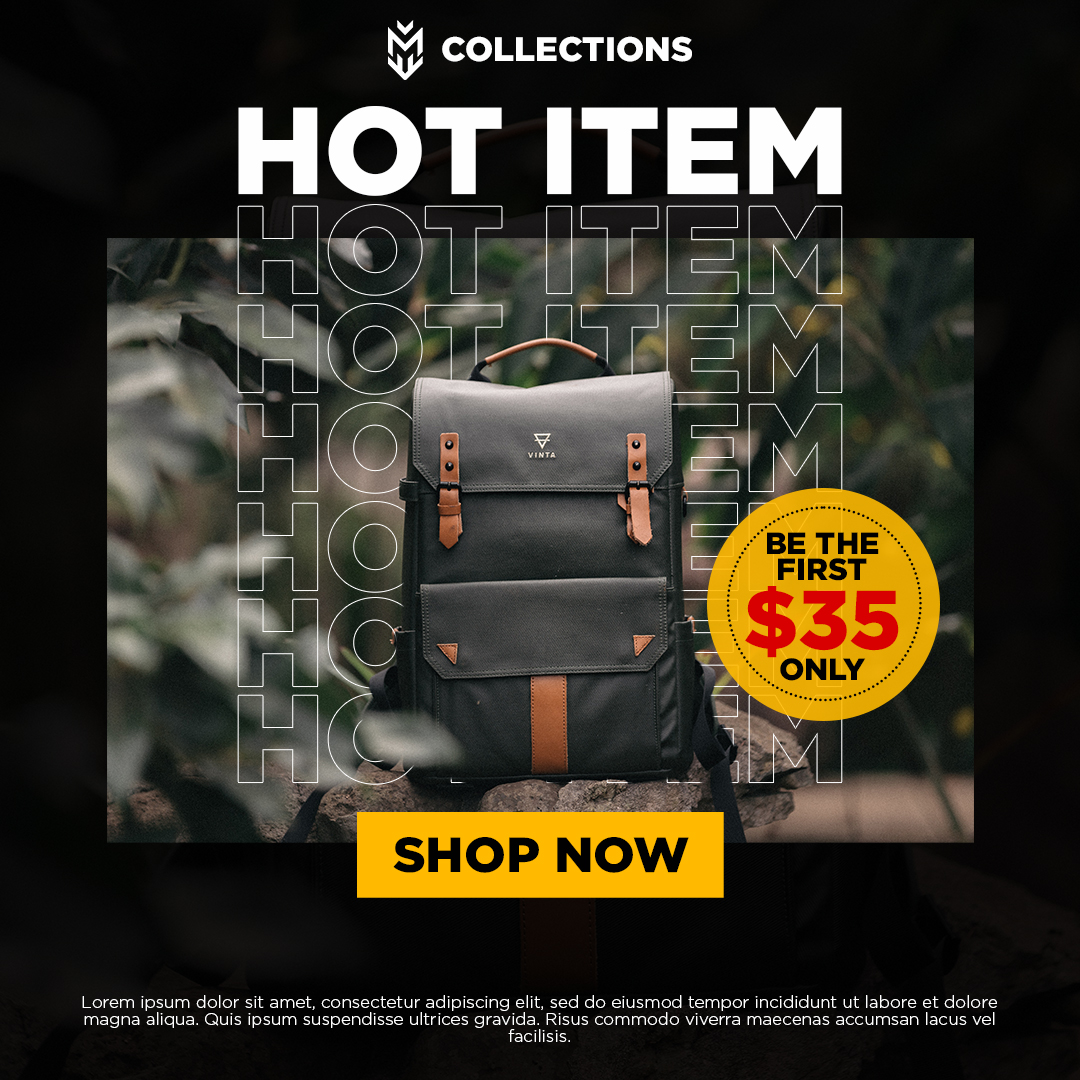 COLLECTIONS
HOT ITEM
HOT ITEM
HOT ITEM
HOT ITEM
HOT ITEM
HOT ITEM
HOT ITEM
VINTA
BE THE
FIRST
$35
ONLY
SHOP NOW
Lorem ipsum dolor sit amet, consectetur adipiscing elit, sed do eiusmod tempor incididunt ut labore et dolore
magna aliqua. Quis ipsum suspendisse ultrices gravida. Risus commodo viverra maecenas accumsan lacus vel
facilisis.